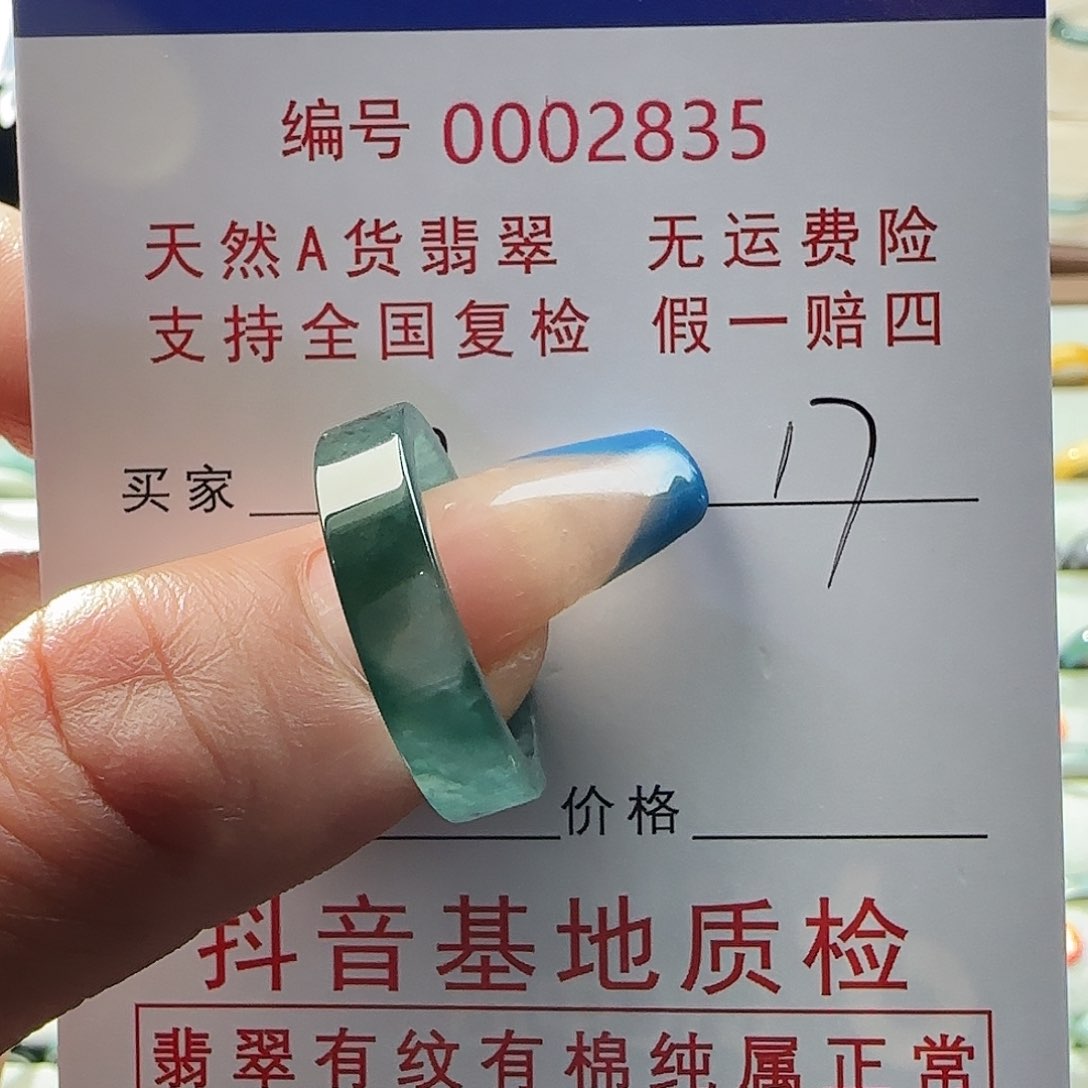 编号 0002835
天然A货翡翠 无运费险
支持全国复检 假一赔四
买家 17
价格
抖音基地质检
翡翠有纹有棉纯属正常